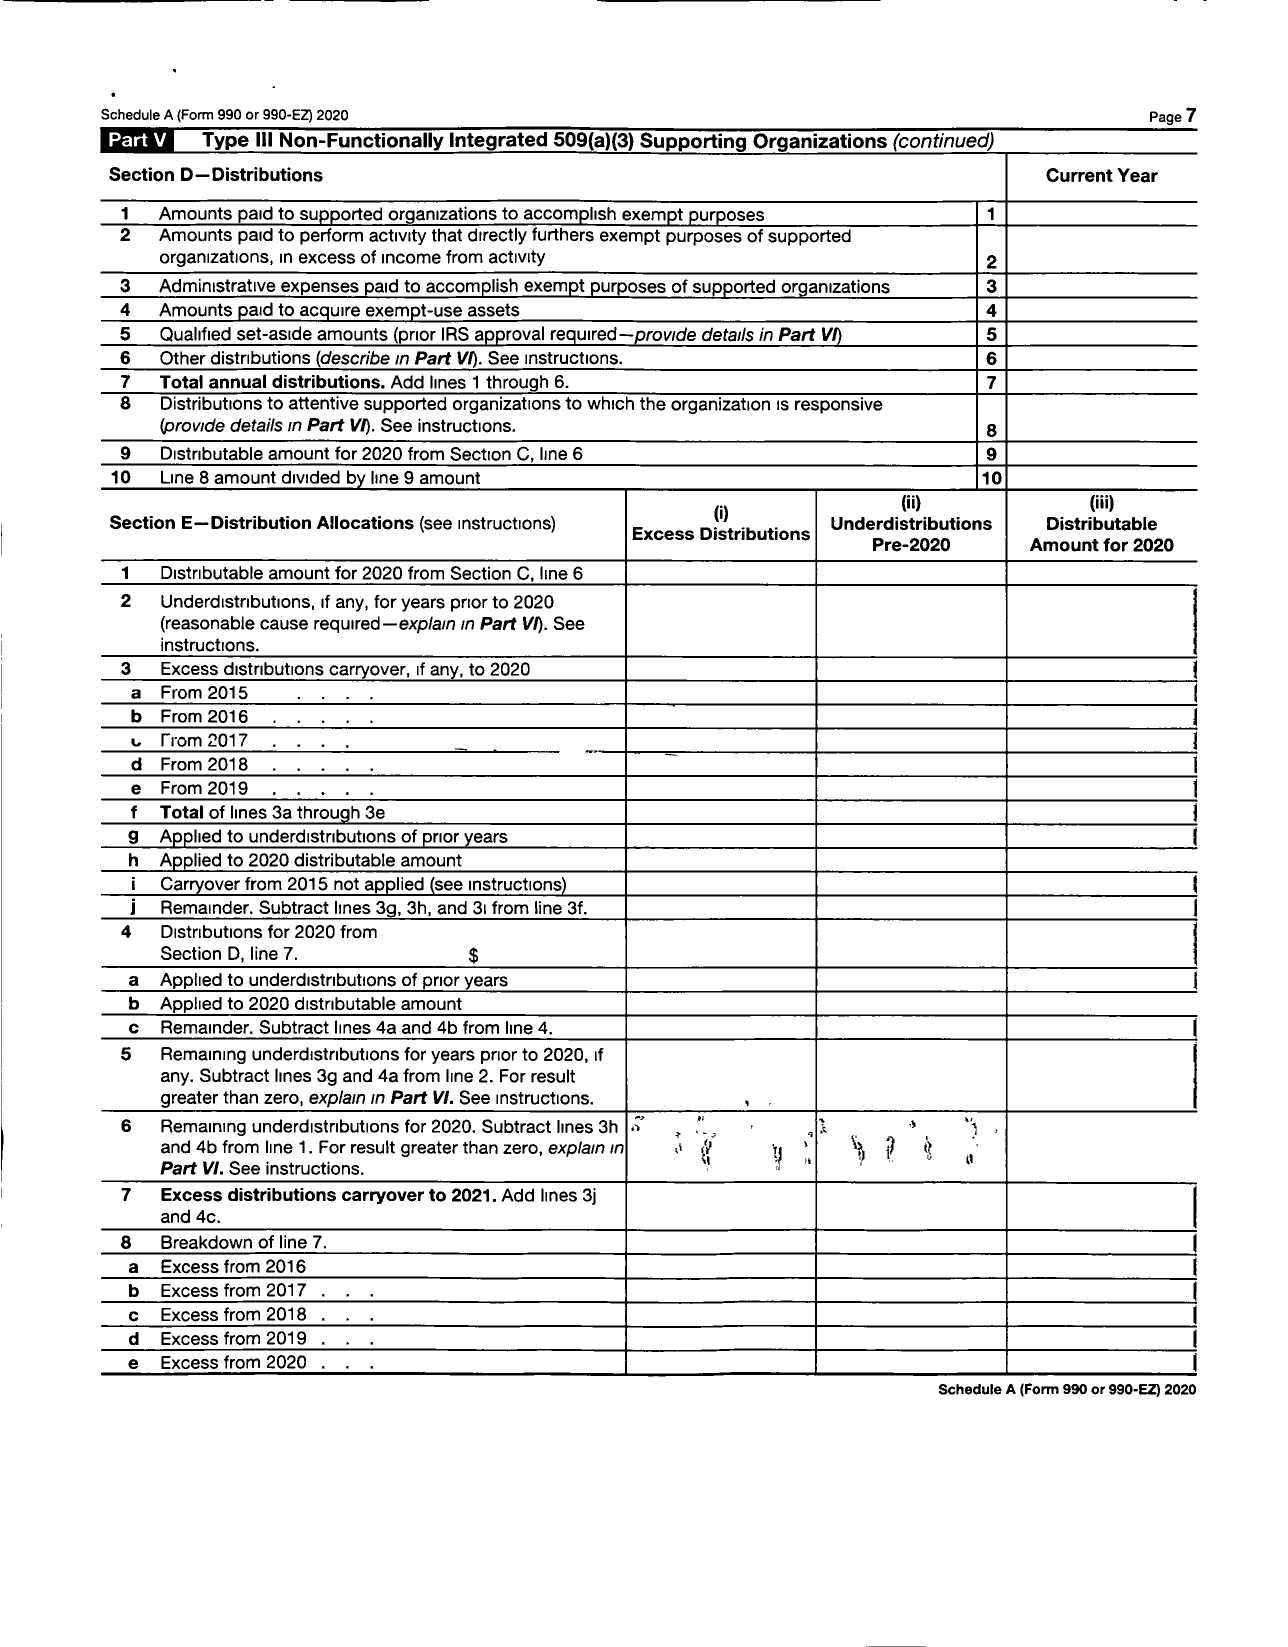 Schedule A (Form 990 or 990-EZ) 2020 Page 7
Part V Type III Non-Functionally Integrated 509(a)(3) Supporting Organizations (continued)
Section D—Distributions Current Year
1 Amounts paid to supported organizations to accomplish exempt purposes 1
2 Amounts paid to perform activity that directly furthers exempt purposes of supported
organizations, in excess of income from activity 2
3 Administrative expenses paid to accomplish exempt purposes of supported organizations 3
4 Amounts paid to acquire exempt-use assets 4
5 Qualified set-aside amounts (prior IRS approval required—provide details in Part VI) 5
6 Other distributions (describe in Part VI). See instructions. 6
7 Total annual distributions. Add lines 1 through 6. 7
8 Distributions to attentive supported organizations to which the organization is responsive
(provide details in Part VI). See instructions. 8
9 Distributable amount for 2020 from Section C, line 6 9
10 Line 8 amount divided by line 9 amount 10
Section E—Distribution Allocations (see instructions)
(i)
Excess Distributions
(ii)
Underdistributions
Pre-2020
(iii)
Distributable
Amount for 2020
1 Distributable amount for 2020 from Section C, line 6
2 Underdistributions, if any, for years prior to 2020
(reasonable cause required—explain in Part VI). See
instructions.
3 Excess distributions carryover, if any, to 2020
a From 2015 . . . .
b From 2016 . . . . .
c From 2017 . . . .
d From 2018 . . . . .
e From 2019 . . . . .
f Total of lines 3a through 3e
g Applied to underdistributions of prior years
h Applied to 2020 distributable amount
i Carryover from 2015 not applied (see instructions)
j Remainder. Subtract lines 3g, 3h, and 3i from line 3f.
4 Distributions for 2020 from
Section D, line 7. $
a Applied to underdistributions of prior years
b Applied to 2020 distributable amount
c Remainder. Subtract lines 4a and 4b from line 4.
5 Remaining underdistributions for years prior to 2020, if
any. Subtract lines 3g and 4a from line 2. For result
greater than zero, explain in Part VI. See instructions.
6 Remaining underdistributions for 2020. Subtract lines 3h
and 4b from line 1. For result greater than zero, explain in
Part VI. See instructions.
7 Excess distributions carryover to 2021. Add lines 3j
and 4c.
8 Breakdown of line 7.
a Excess from 2016
b Excess from 2017 . . .
c Excess from 2018 . . .
d Excess from 2019 . . .
e Excess from 2020 . . .
Schedule A (Form 990 or 990-EZ) 2020